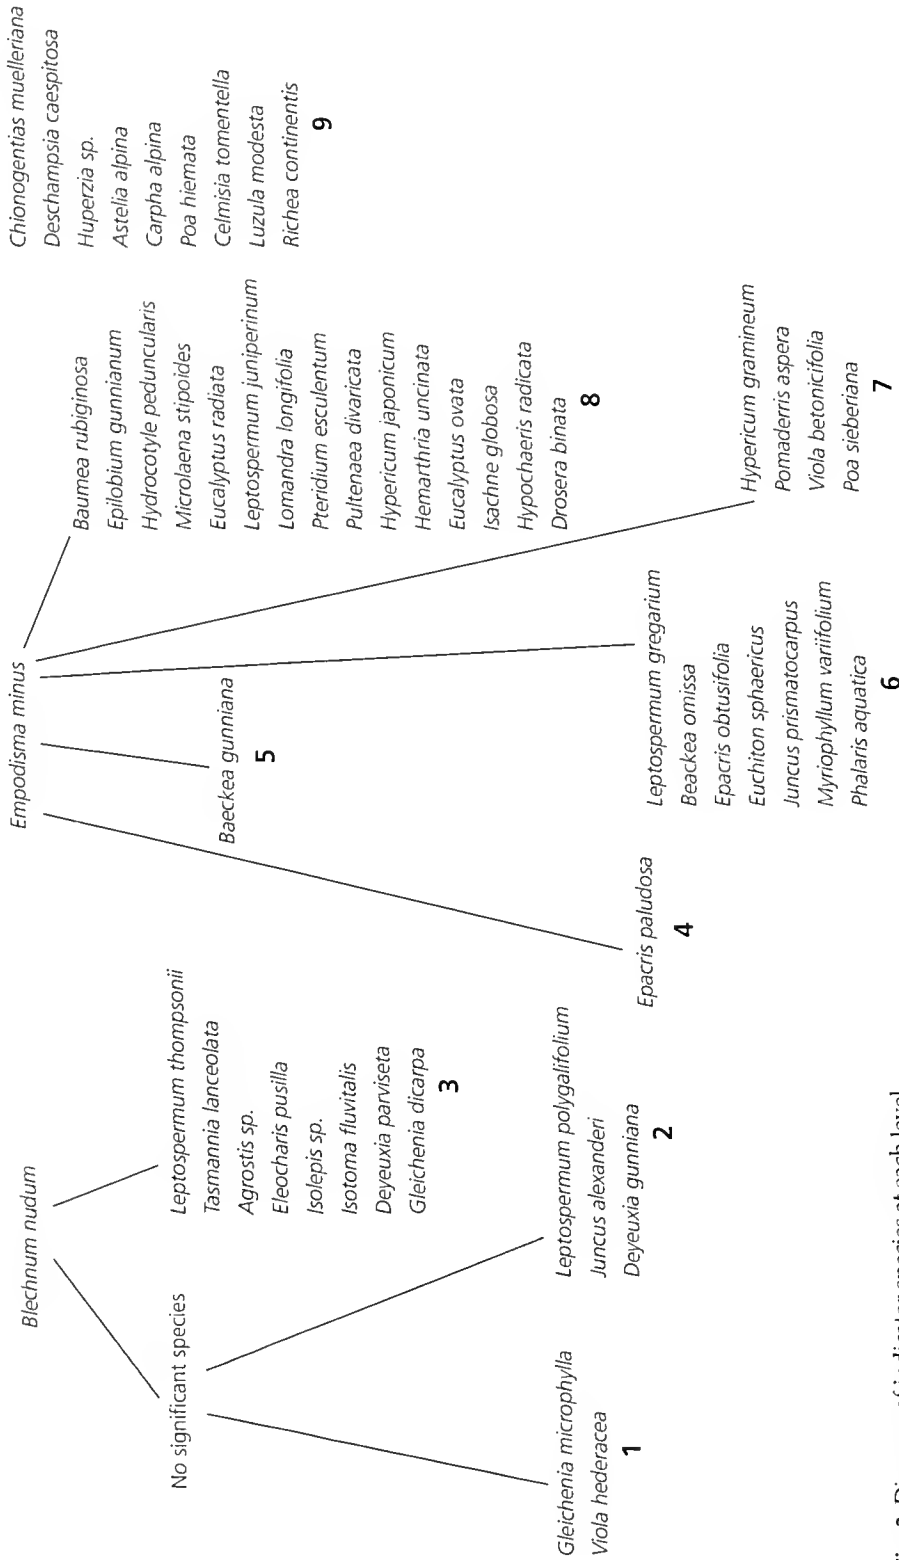 Blechnum nudum
No significant species
Gleichenia microphylla
Viola hederacea
1
Leptospermum polygalifolium
Juncus alexanderi
Deyeuxia gunniana
2
Leptospermum thompsonii
Tasmannia lanceolata
Agrostis sp.
Eleocharis pusilla
Isolepis sp.
Isotoma fluvitalis
Deyeuxia parviseta
Gleichenia dicarpa
3
Empodisma minus
Epacris paludosa
4
Baeckea gunniana
5
Leptospermum gregarium
Beackea omissa
Epacris obtusifolia
Euchiton sphaericus
Juncus prismatocarpus
Myriophyllum variifolium
Phalaris aquatica
6
Hypericum gramineum
Pomaderris aspera
Viola betonicifolia
Poa sieberiana
7
Baumea rubiginosa
Epilobium gunnianum
Hydrocotyle peduncularis
Microlaena stipoides
Eucalyptus radiata
Leptospermum juniperinum
Lomandra longifolia
Pteridium esculentum
Pultenaea divaricata
Hypericum japonicum
Hemarthria uncinata
Eucalyptus ovata
Isachne globosa
Hypochaeris radicata
Drosera binata
8
Chionogentias muelleriana
Deschampsia caespitosa
Huperzia sp.
Astelia alpina
Carpha alpina
Poa hiemata
Celmisia tomentella
Luzula modesta
Richea continentis
9
of indicator species at each level